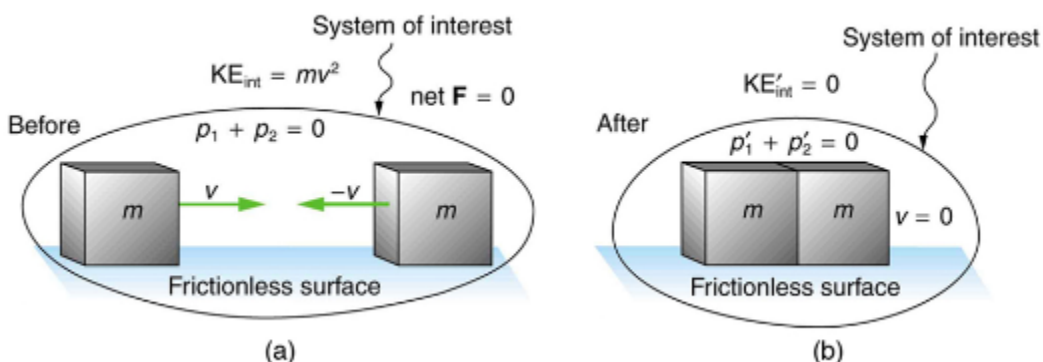 System of interest
KE_int = mv²
net F = 0
Before
p₁ + p₂ = 0
v
–v
m
m
Frictionless surface
(a)
System of interest
KE′_int = 0
After
p′₁ + p′₂ = 0
m
m
v = 0
Frictionless surface
(b)